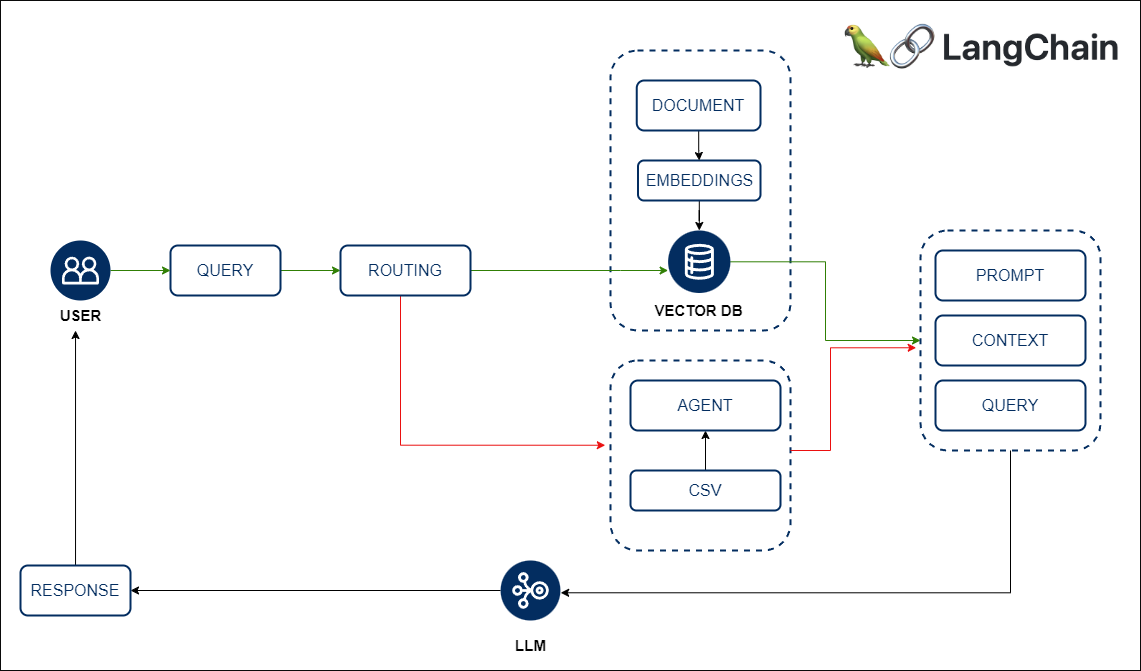 LangChain
DOCUMENT
EMBEDDINGS
VECTOR DB
USER
QUERY
ROUTING
AGENT
CSV
PROMPT
CONTEXT
QUERY
LLM
RESPONSE